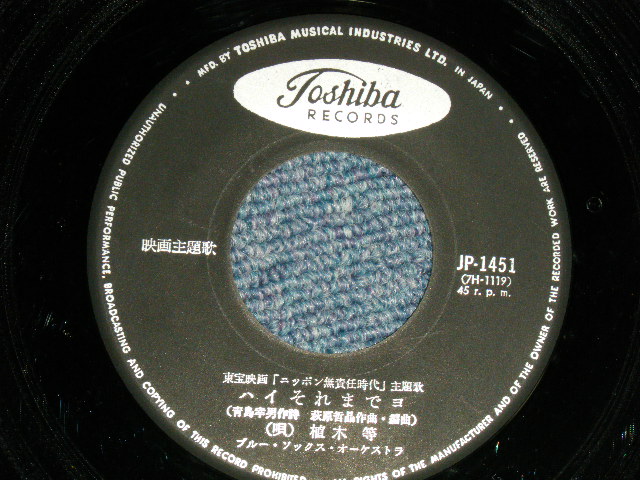 MFD. BY TOSHIBA MUSICAL INDUSTRIES LTD. IN JAPAN
UNAUTHORIZED PUBLIC PERFORMANCE, BROADCASTING AND COPYING OF THIS RECORD PROHIBITED
ALL RIGHTS OF THE MANUFACTURER AND OF THE OWNER OF THE RECORDED WORK ARE RESERVED
Toshiba
RECORDS
映画主題歌
JP-1451
(7H-1119)
45 r. p. m.
東宝映画「ニッポン無責任時代」主題歌
ハイそれまでヨ
(青島幸男作詩 萩原哲晶作曲・編曲)
(唄) 植木 等
ブルー・ソックス・オーケストラ